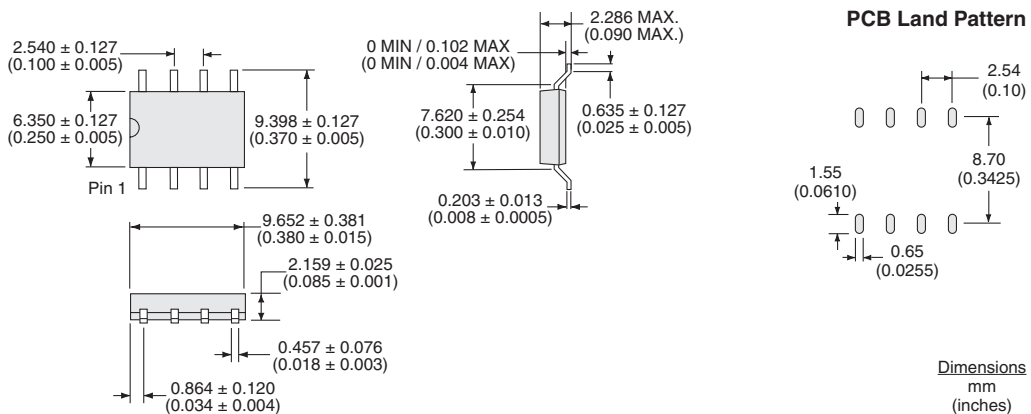 2.540 ± 0.127
(0.100 ± 0.005)
6.350 ± 0.127
(0.250 ± 0.005)
9.398 ± 0.127
(0.370 ± 0.005)
Pin 1
9.652 ± 0.381
(0.380 ± 0.015)
2.159 ± 0.025
(0.085 ± 0.001)
0.457 ± 0.076
(0.018 ± 0.003)
0.864 ± 0.120
(0.034 ± 0.004)
2.286 MAX.
(0.090 MAX.)
0 MIN / 0.102 MAX
(0 MIN / 0.004 MAX)
7.620 ± 0.254
(0.300 ± 0.010)
0.635 ± 0.127
(0.025 ± 0.005)
0.203 ± 0.013
(0.008 ± 0.0005)
PCB Land Pattern
2.54
(0.10)
8.70
(0.3425)
1.55
(0.0610)
0.65
(0.0255)
Dimensions
mm
(inches)